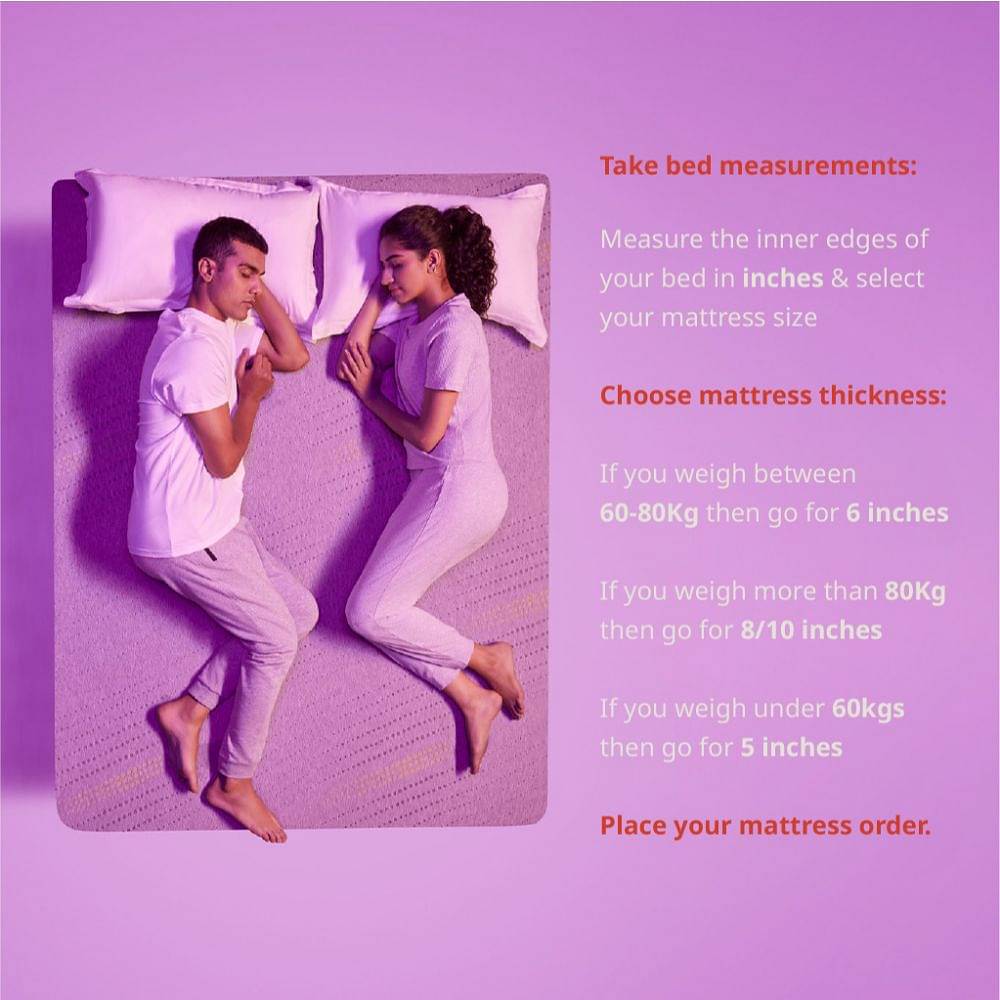 Take bed measurements:
Measure the inner edges of
your bed in inches & select
your mattress size
Choose mattress thickness:
If you weigh between
60-80Kg then go for 6 inches
If you weigh more than 80Kg
then go for 8/10 inches
If you weigh under 60kgs
then go for 5 inches
Place your mattress order.